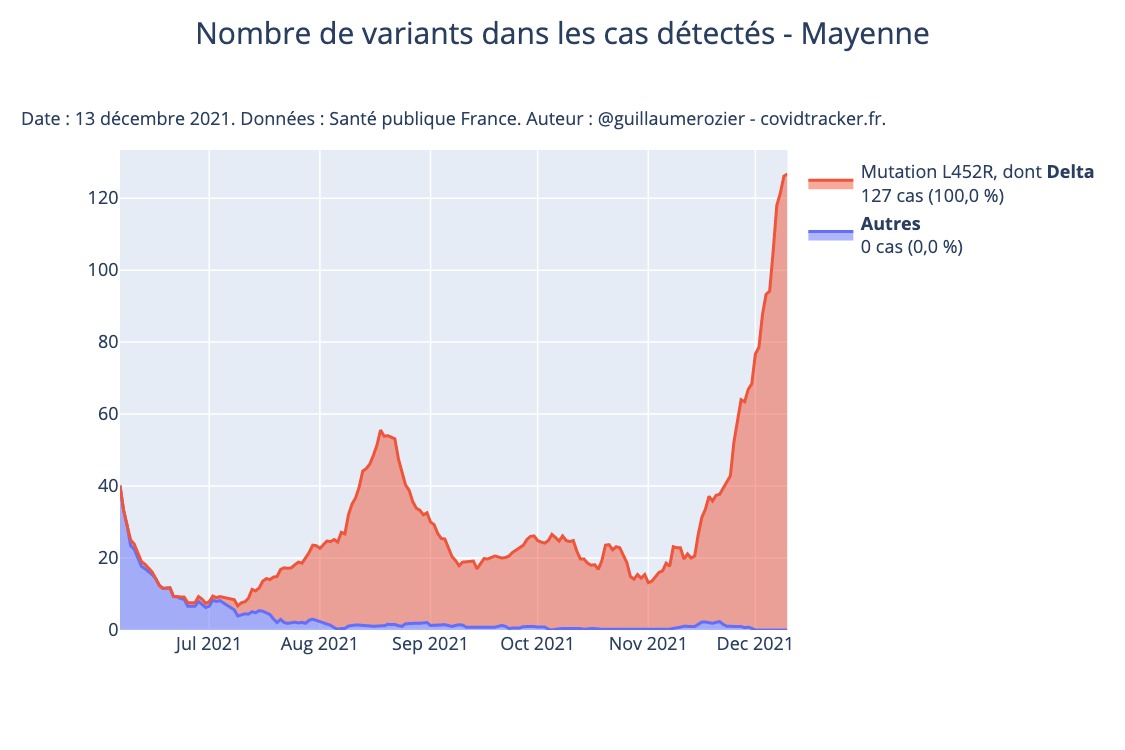 Nombre de variants dans les cas détectés - Mayenne
Date : 13 décembre 2021. Données : Santé publique France. Auteur : @guillaumerozier - covidtracker.fr.
Mutation L452R, dont Delta
127 cas (100,0 %)
Autres
0 cas (0,0 %)
120
100
80
60
40
20
0
Jul 2021 Aug 2021 Sep 2021 Oct 2021 Nov 2021 Dec 2021